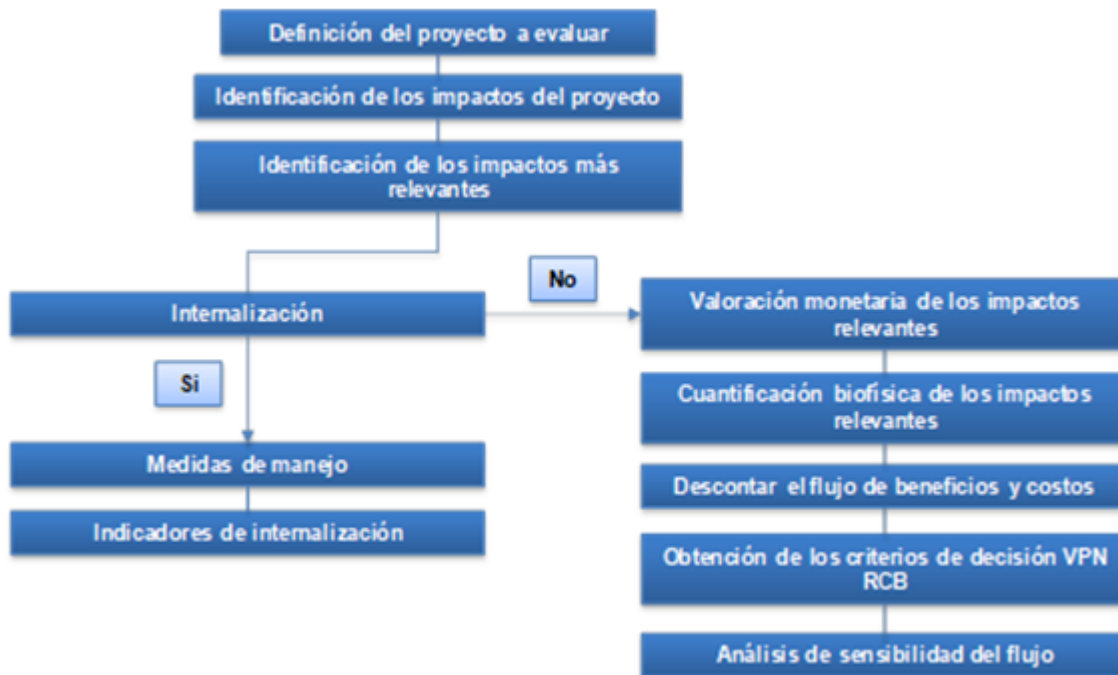 Definición del proyecto a evaluar
Identificación de los impactos del proyecto
Identificación de los impactos más
relevantes
No
Internalización
Si
Medidas de manejo
Indicadores de internalización
Valoración monetaria de los impactos
relevantes
Cuantificación biofísica de los impactos
relevantes
Descontar el flujo de beneficios y costos
Obtención de los criterios de decisión VPN
RCB
Análisis de sensibilidad del flujo